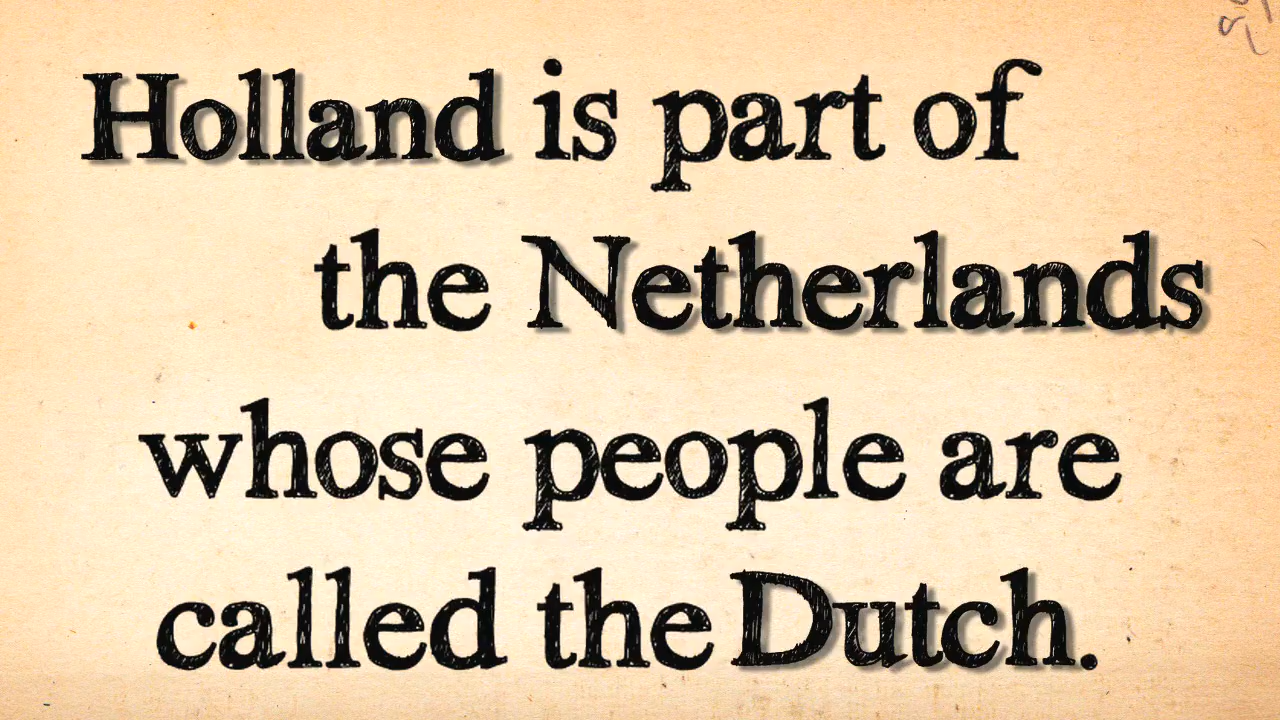 Holland is part of
the Netherlands
whose people are
called the Dutch.